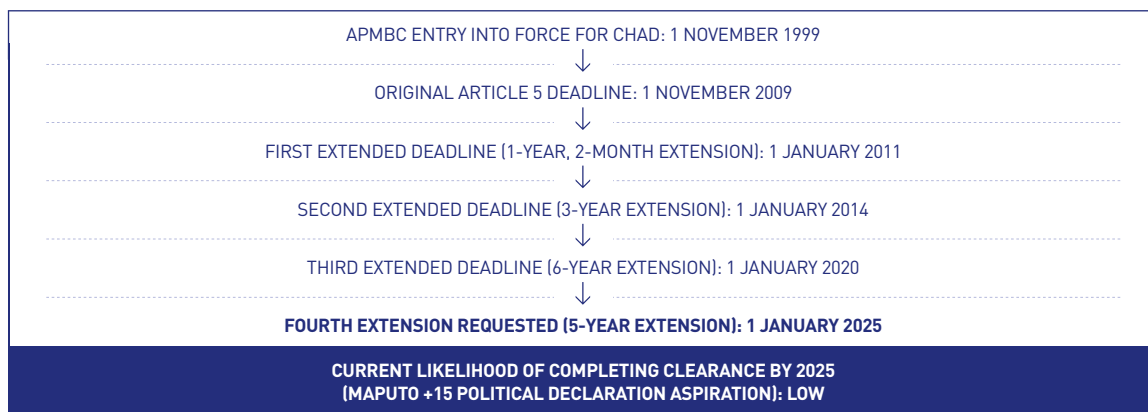 APMBC ENTRY INTO FORCE FOR CHAD: 1 NOVEMBER 1999
ORIGINAL ARTICLE 5 DEADLINE: 1 NOVEMBER 2009
FIRST EXTENDED DEADLINE (1-YEAR, 2-MONTH EXTENSION): 1 JANUARY 2011
SECOND EXTENDED DEADLINE (3-YEAR EXTENSION): 1 JANUARY 2014
THIRD EXTENDED DEADLINE (6-YEAR EXTENSION): 1 JANUARY 2020
FOURTH EXTENSION REQUESTED (5-YEAR EXTENSION): 1 JANUARY 2025
CURRENT LIKELIHOOD OF COMPLETING CLEARANCE BY 2025
(MAPUTO +15 POLITICAL DECLARATION ASPIRATION): LOW